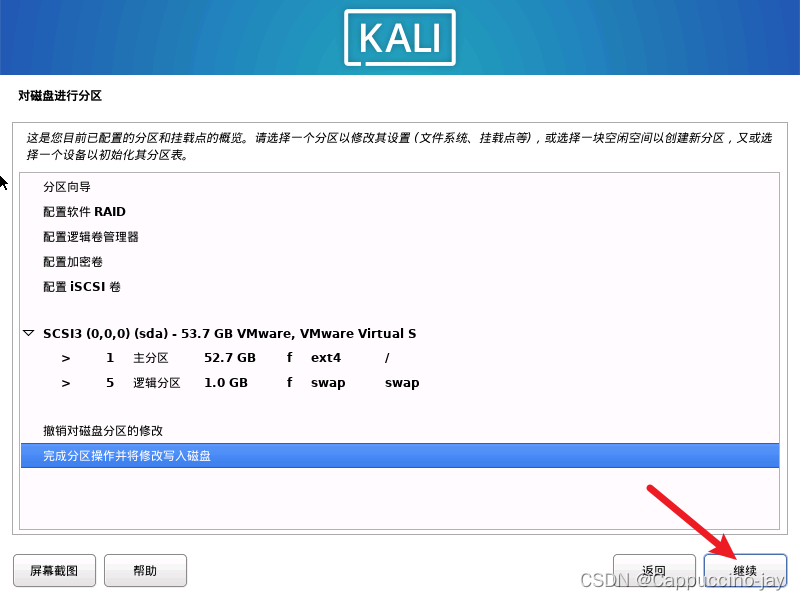 KALI
对磁盘进行分区
这是您目前已配置的分区和挂载点的概览。请选择一个分区以修改其设置 (文件系统、挂载点等)，或选择一块空闲空间以创建新分区，又或选
择一个设备以初始化其分区表。
分区向导
配置软件 RAID
配置逻辑卷管理器
配置加密卷
配置 iSCSI 卷
SCSI3 (0,0,0) (sda) - 53.7 GB VMware, VMware Virtual S
> 1 主分区 52.7 GB f ext4 /
> 5 逻辑分区 1.0 GB f swap swap
撤销对磁盘分区的修改
完成分区操作并将修改写入磁盘
屏幕截图 帮助 返回 继续
CSDN @Cappuccino-jay